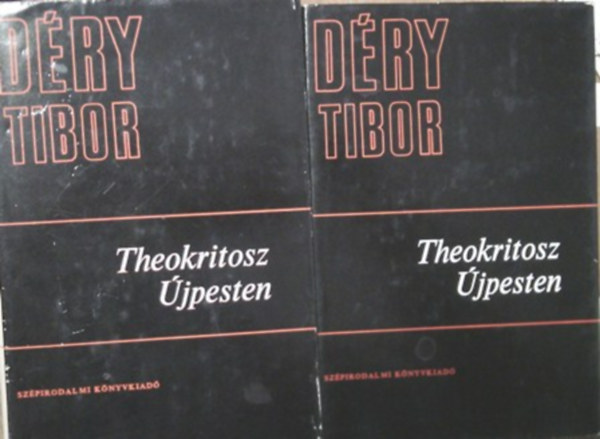 DÉRY
TIBOR
Theokritosz
Újpesten
SZÉPIRODALMI KÖNYVKIADÓ
DÉRY
TIBOR
Theokritosz
Újpesten
SZÉPIRODALMI KÖNYVKIADÓ